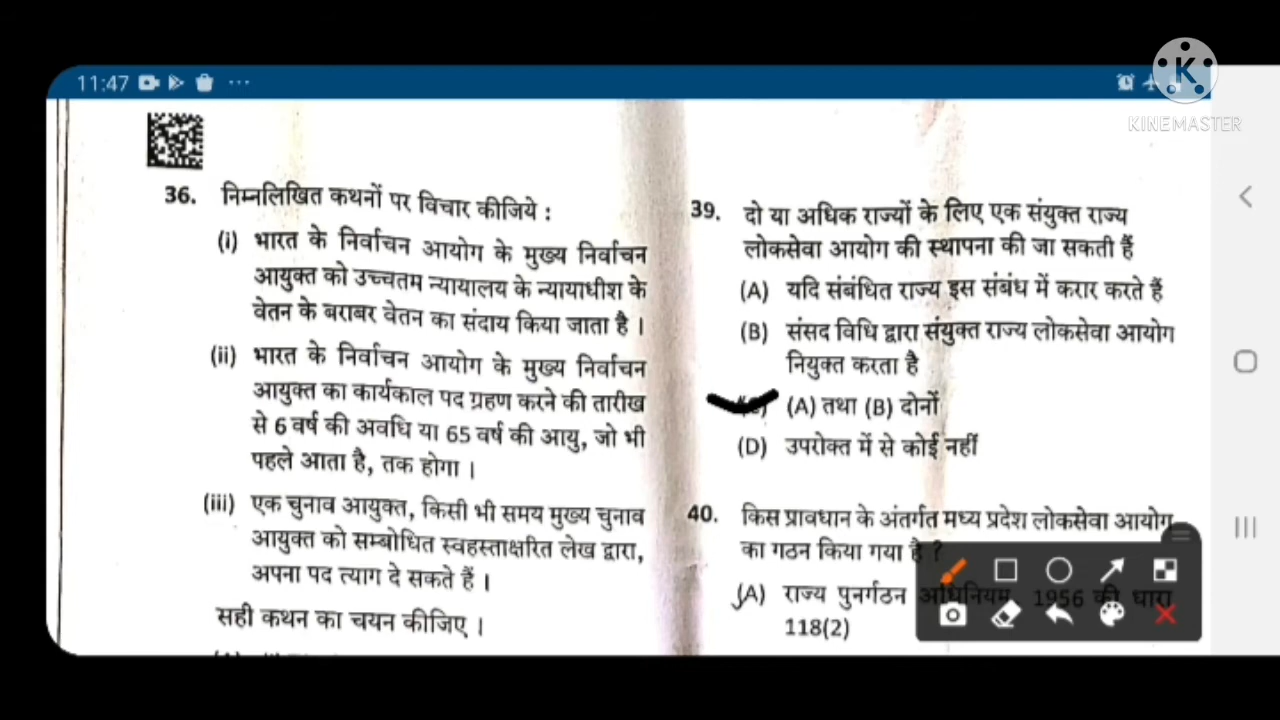 11:47
KINEMASTER
36. निम्नलिखित कथनों पर विचार कीजिये :
(i) भारत के निर्वाचन आयोग के मुख्य निर्वाचन
आयुक्त को उच्चतम न्यायालय के न्यायाधीश के
वेतन के बराबर वेतन का संदाय किया जाता है ।
(ii) भारत के निर्वाचन आयोग के मुख्य निर्वाचन
आयुक्त का कार्यकाल पद ग्रहण करने की तारीख
से 6 वर्ष की अवधि या 65 वर्ष की आयु, जो भी
पहले आता है, तक होगा ।
(iii) एक चुनाव आयुक्त, किसी भी समय मुख्य चुनाव
आयुक्त को सम्बोधित स्वहस्ताक्षरित लेख द्वारा,
अपना पद त्याग दे सकते हैं ।
सही कथन का चयन कीजिए ।
39. दो या अधिक राज्यों के लिए एक संयुक्त राज्य
लोकसेवा आयोग की स्थापना की जा सकती हैं
(A) यदि संबंधित राज्य इस संबंध में करार करते हैं
(B) संसद विधि द्वारा संयुक्त राज्य लोकसेवा आयोग
नियुक्त करता है
(A) तथा (B) दोनों
(D) उपरोक्त में से कोई नहीं
40. किस प्रावधान के अंतर्गत मध्य प्रदेश लोकसेवा आयोग
का गठन किया गया है ?
(A) राज्य पुनर्गठन अधिनियम, 1956 की धारा
118(2)